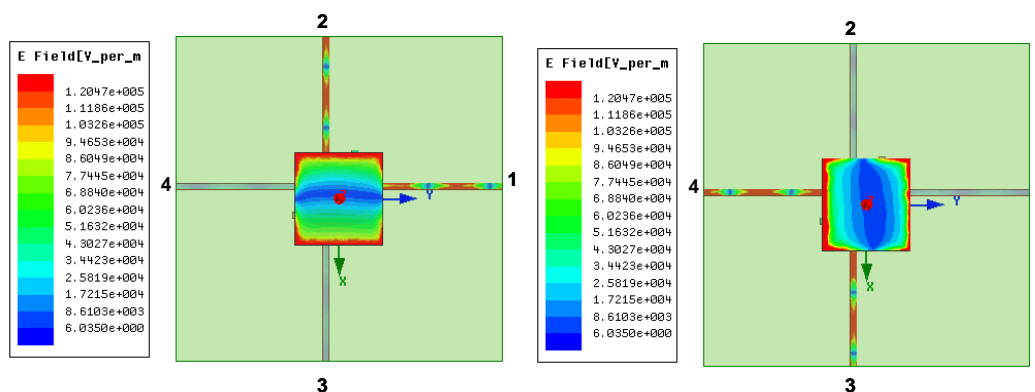 2
E Field[V_per_m
1.2047e+005
1.1186e+005
1.0326e+005
9.4653e+004
8.6049e+004
7.7445e+004
6.8840e+004
6.0236e+004
5.1632e+004
4.3027e+004
3.4423e+004
2.5819e+004
1.7215e+004
8.6103e+003
6.0350e+000
4
1
Y
X
3
2
E Field[V_per_m
1.2047e+005
1.1186e+005
1.0326e+005
9.4653e+004
8.6049e+004
7.7445e+004
6.8840e+004
6.0236e+004
5.1632e+004
4.3027e+004
3.4423e+004
2.5819e+004
1.7215e+004
8.6103e+003
6.0350e+000
4
Y
X
3